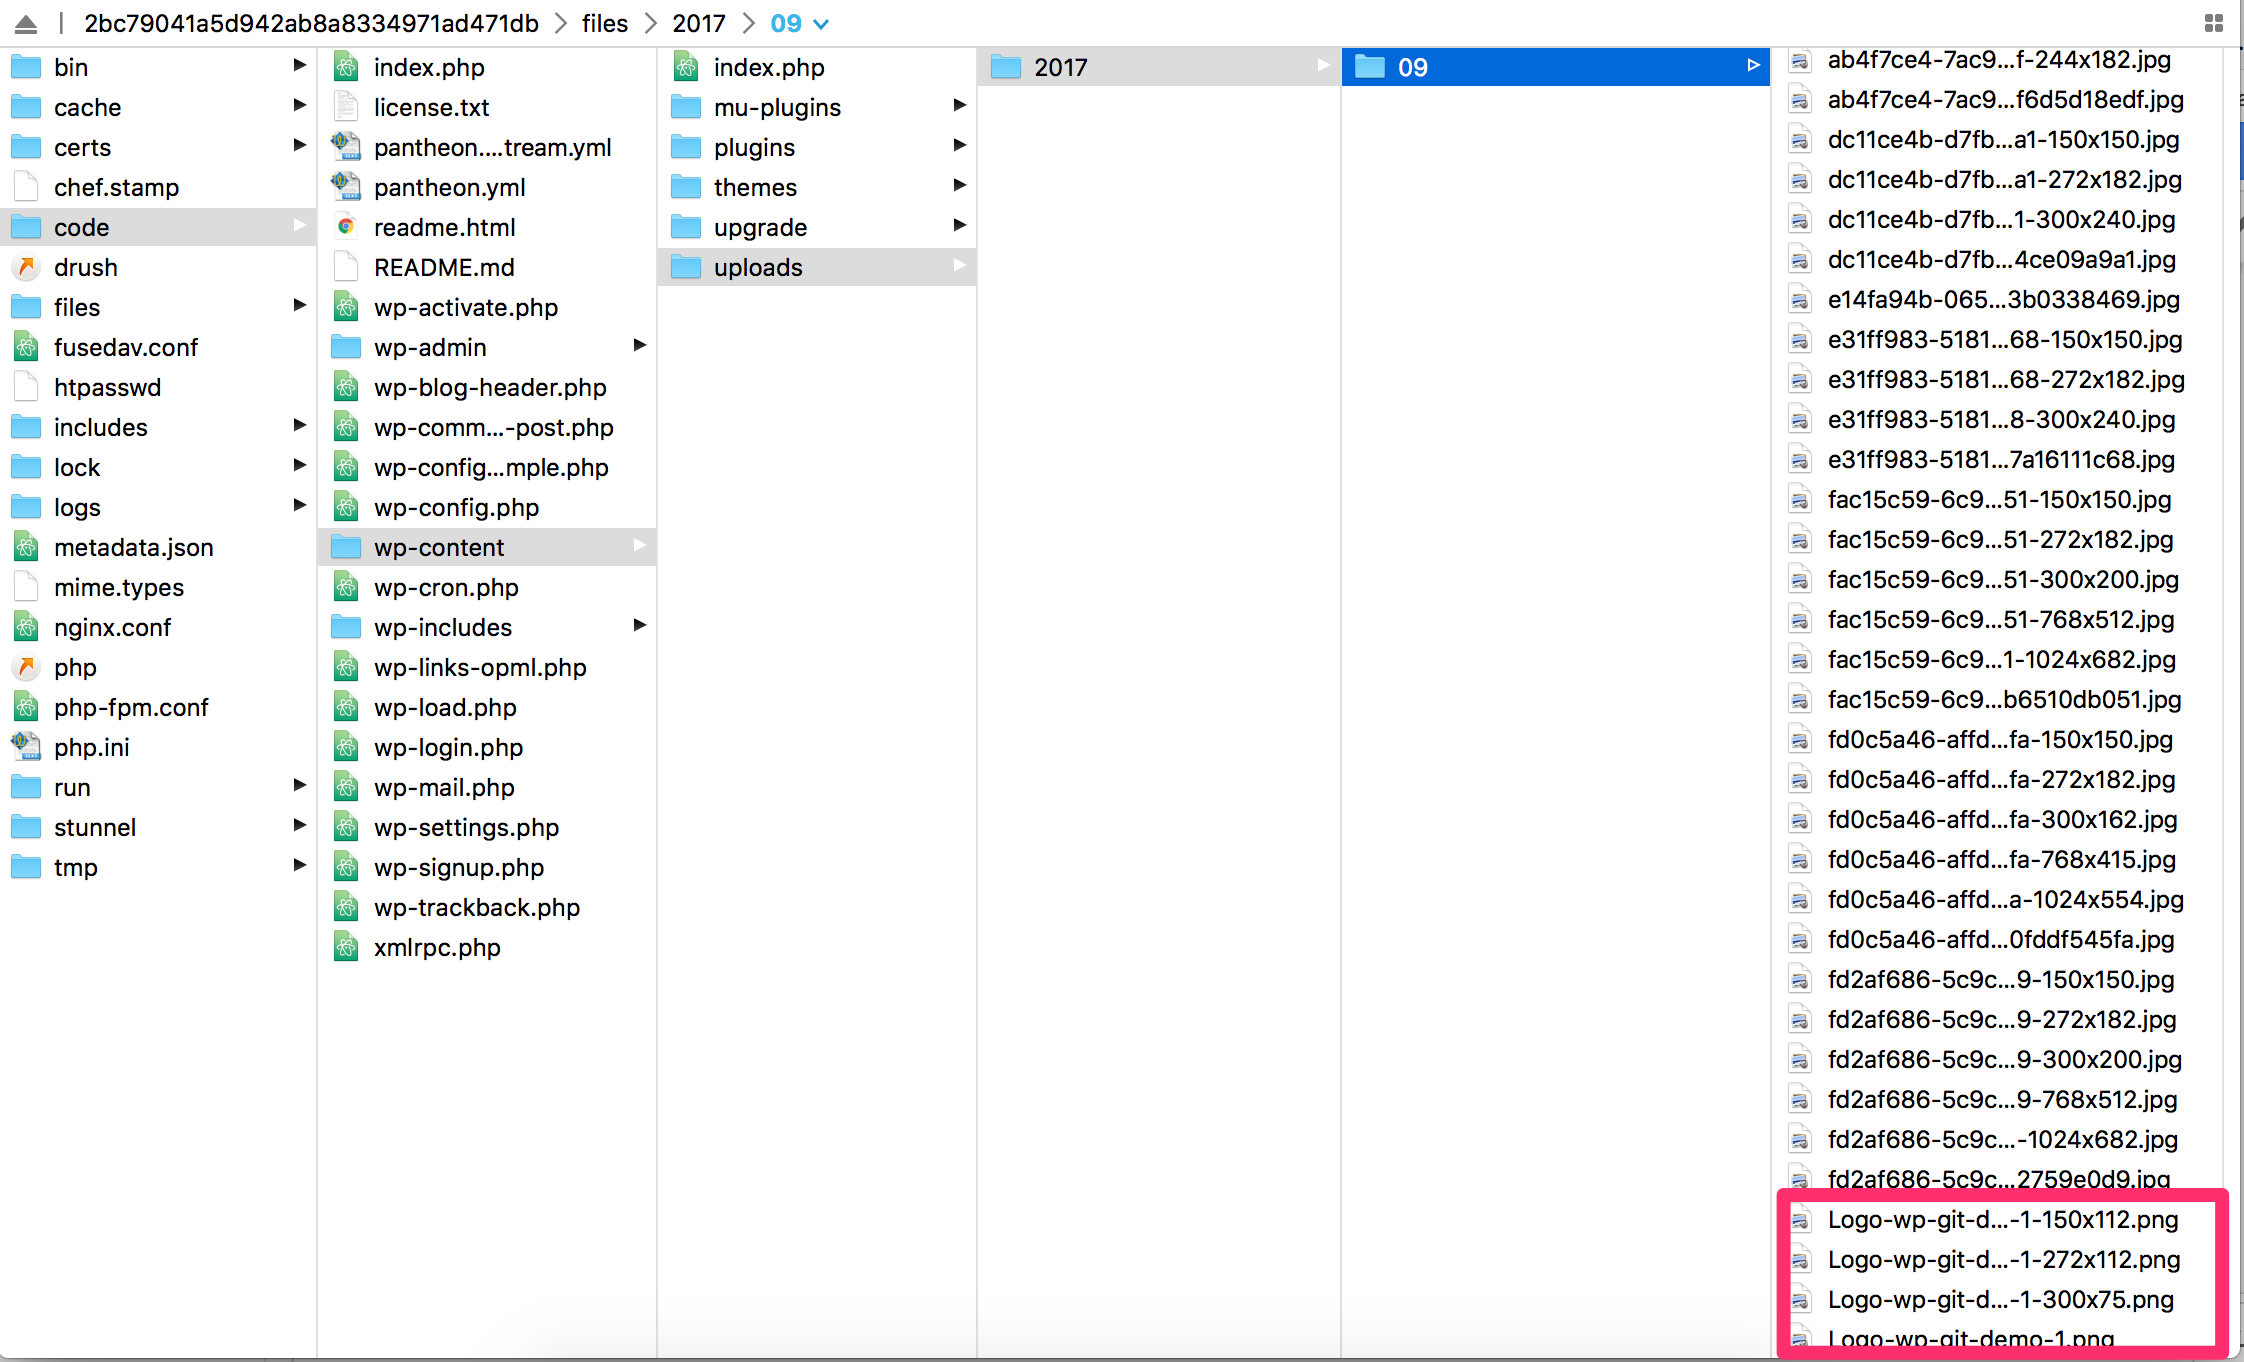 2bc79041a5d942ab8a8334971ad471db files 2017 09
bin
cache
certs
chef.stamp
code
drush
files
fusedav.conf
htpasswd
includes
lock
logs
metadata.json
mime.types
nginx.conf
php
php-fpm.conf
php.ini
run
stunnel
tmp
index.php
license.txt
pantheon....tream.yml
pantheon.yml
readme.html
README.md
wp-activate.php
wp-admin
wp-blog-header.php
wp-comm...-post.php
wp-config...mple.php
wp-config.php
wp-content
wp-cron.php
wp-includes
wp-links-opml.php
wp-load.php
wp-login.php
wp-mail.php
wp-settings.php
wp-signup.php
wp-trackback.php
xmlrpc.php
index.php
mu-plugins
plugins
themes
upgrade
uploads
2017
09
ab4f7ce4-7ac9...f-244x182.jpg
ab4f7ce4-7ac9...f6d5d18edf.jpg
dc11ce4b-d7fb...a1-150x150.jpg
dc11ce4b-d7fb...a1-272x182.jpg
dc11ce4b-d7fb...1-300x240.jpg
dc11ce4b-d7fb...4ce09a9a1.jpg
e14fa94b-065...3b0338469.jpg
e31ff983-5181...68-150x150.jpg
e31ff983-5181...68-272x182.jpg
e31ff983-5181...8-300x240.jpg
e31ff983-5181...7a16111c68.jpg
fac15c59-6c9...51-150x150.jpg
fac15c59-6c9...51-272x182.jpg
fac15c59-6c9...51-300x200.jpg
fac15c59-6c9...51-768x512.jpg
fac15c59-6c9...1-1024x682.jpg
fac15c59-6c9...b6510db051.jpg
fd0c5a46-affd...fa-150x150.jpg
fd0c5a46-affd...fa-272x182.jpg
fd0c5a46-affd...fa-300x162.jpg
fd0c5a46-affd...fa-768x415.jpg
fd0c5a46-affd...a-1024x554.jpg
fd0c5a46-affd...0fddf545fa.jpg
fd2af686-5c9c...9-150x150.jpg
fd2af686-5c9c...9-272x182.jpg
fd2af686-5c9c...9-300x200.jpg
fd2af686-5c9c...9-768x512.jpg
fd2af686-5c9c...-1024x682.jpg
fd2af686-5c9c...2759e0d9.jpg
Logo-wp-git-d...-1-150x112.png
Logo-wp-git-d...-1-272x112.png
Logo-wp-git-d...-1-300x75.png
Logo-wp-git-demo-1.png